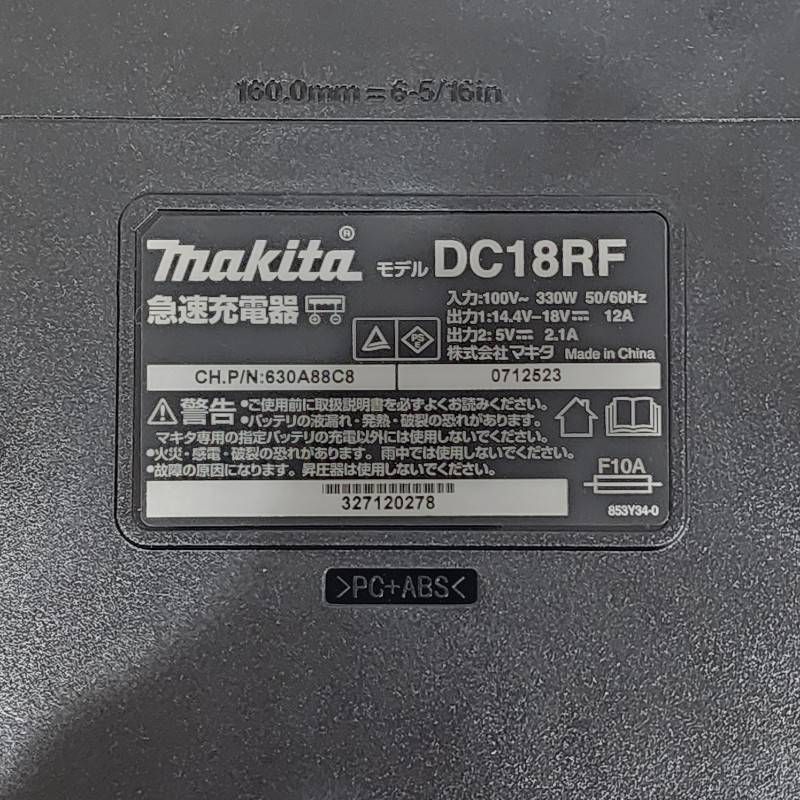 160.0mm=6-5/16in
makita® モデル DC18RF
急速充電器
入力:100V~ 330W 50/60Hz
出力1:14.4V-18V⎓ 12A
出力2: 5V⎓ 2.1A
株式会社マキタ Made in China
PS E
CH.P/N:630A88C8 0712523
⚠警告 •ご使用前に取扱説明書を必ずよくお読みください。
•バッテリの液漏れ・発熱・破裂の恐れがあります。
マキタ専用の指定バッテリの充電以外には使用しないでください。
•火災・感電・破裂の恐れがあります。雨中では使用しないでください。
•故障の原因になります。昇圧器は使用しないでください。
F10A
327120278
853Y34-0
>PC+ABS<